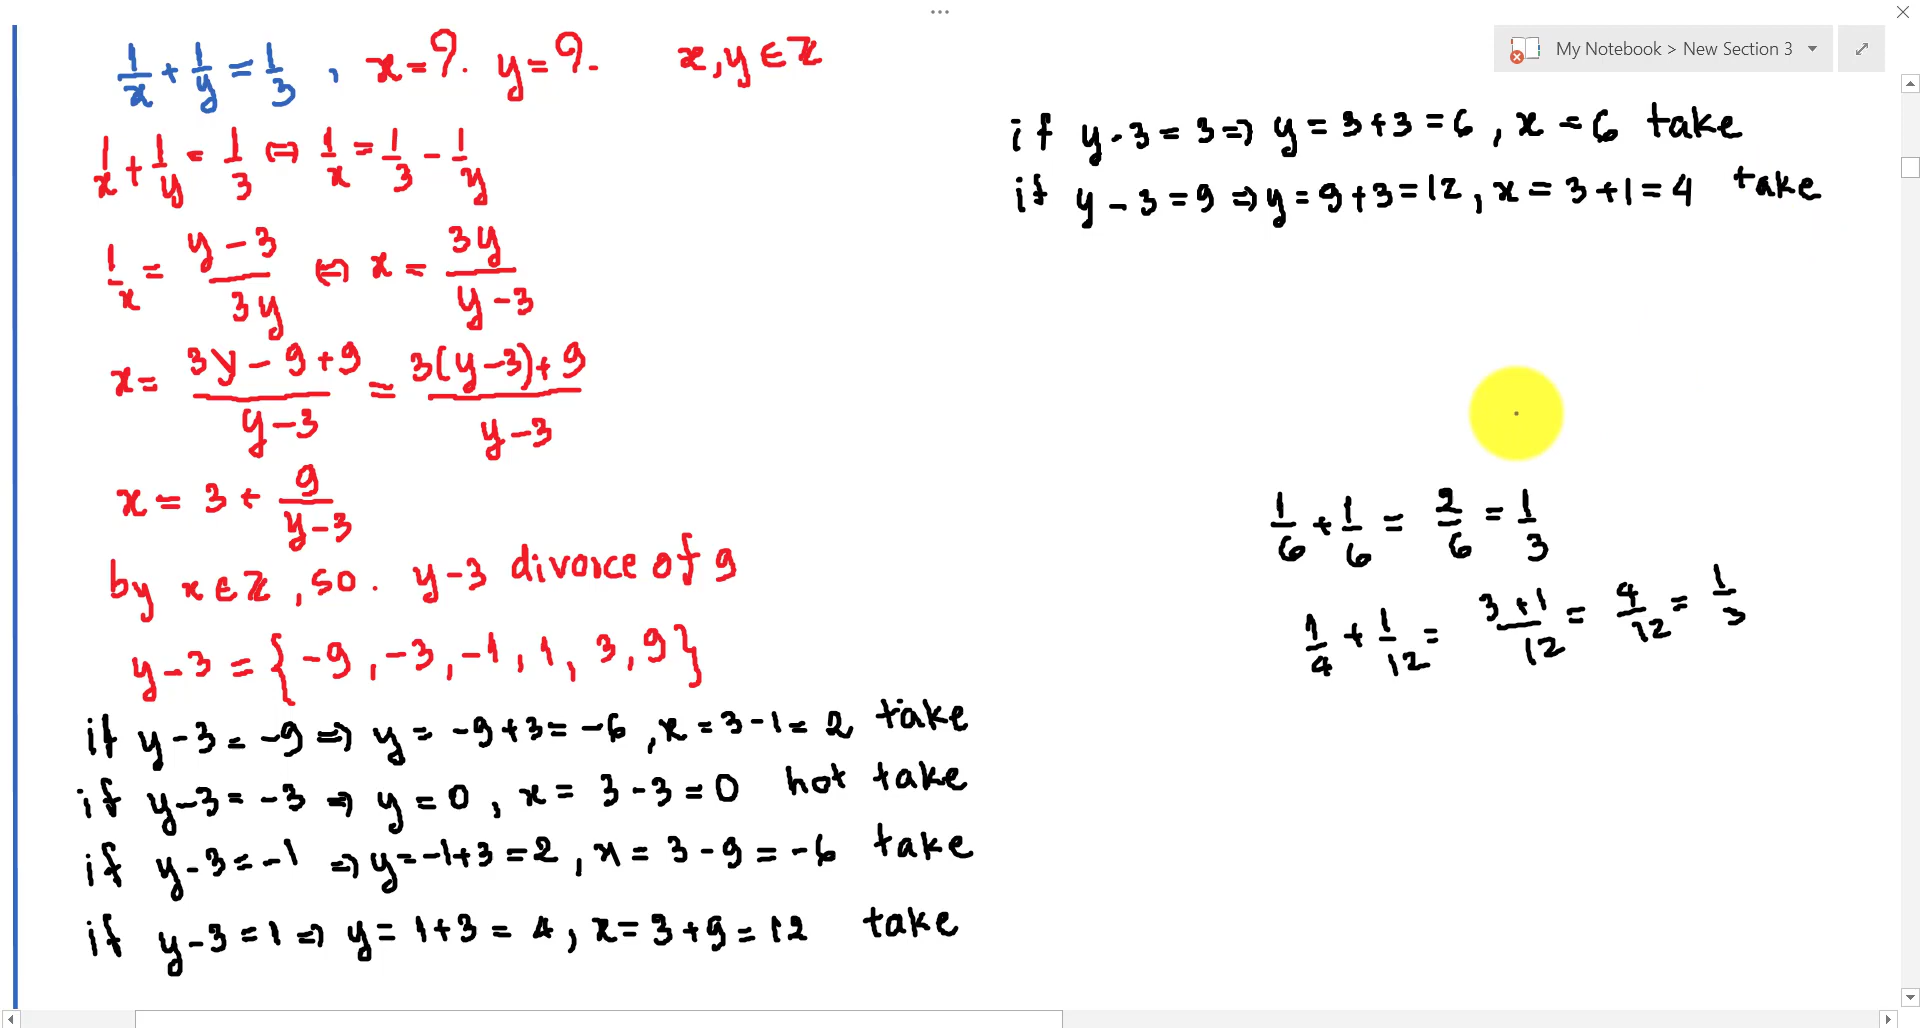 My Notebook > New Section 3
1/x + 1/y = 1/3 , x=?. y=?. x,y∈Z
1/x + 1/y = 1/3 ⇔ 1/x = 1/3 − 1/y
1/x = (y−3)/(3y) ⇔ x = 3y/(y−3)
x = (3y−9+9)/(y−3) = (3(y−3)+9)/(y−3)
x = 3 + 9/(y−3)
by x∈Z, so. y−3 divoice of 9
y−3 = {−9, −3, −1, 1, 3, 9}
if y−3 = −9 ⇒ y = −9+3 = −6, x = 3−1 = 2 take
if y−3 = −3 ⇒ y = 0, x = 3−3 = 0 not take
if y−3 = −1 ⇒ y = −1+3 = 2, x = 3−9 = −6 take
if y−3 = 1 ⇒ y = 1+3 = 4, x = 3+9 = 12 take
if y−3 = 3 ⇒ y = 3+3 = 6, x = 6 take
if y−3 = 9 ⇒ y = 9+3 = 12, x = 3+1 = 4 take
1/6 + 1/6 = 2/6 = 1/3
1/4 + 1/12 = (3+1)/12 = 4/12 = 1/3